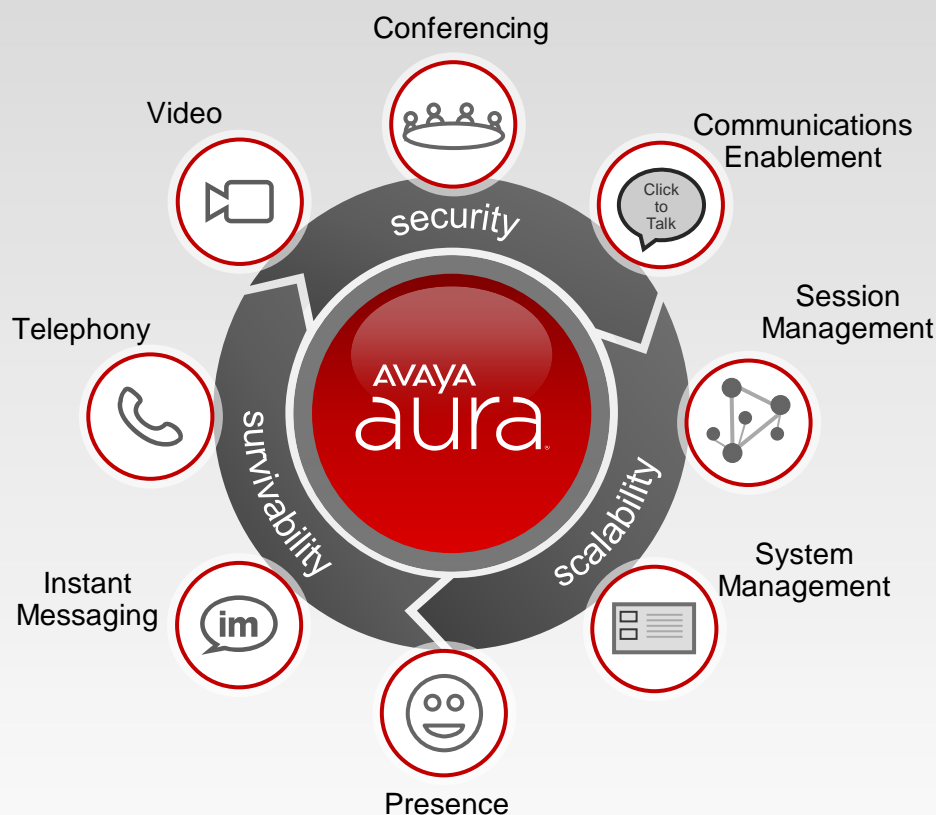 Conferencing
Video
Communications
Enablement
Click
to
Talk
security
Session
Management
Telephony
AVAYA
aura®
survivability
scalability
System
Management
Instant
Messaging
im
Presence